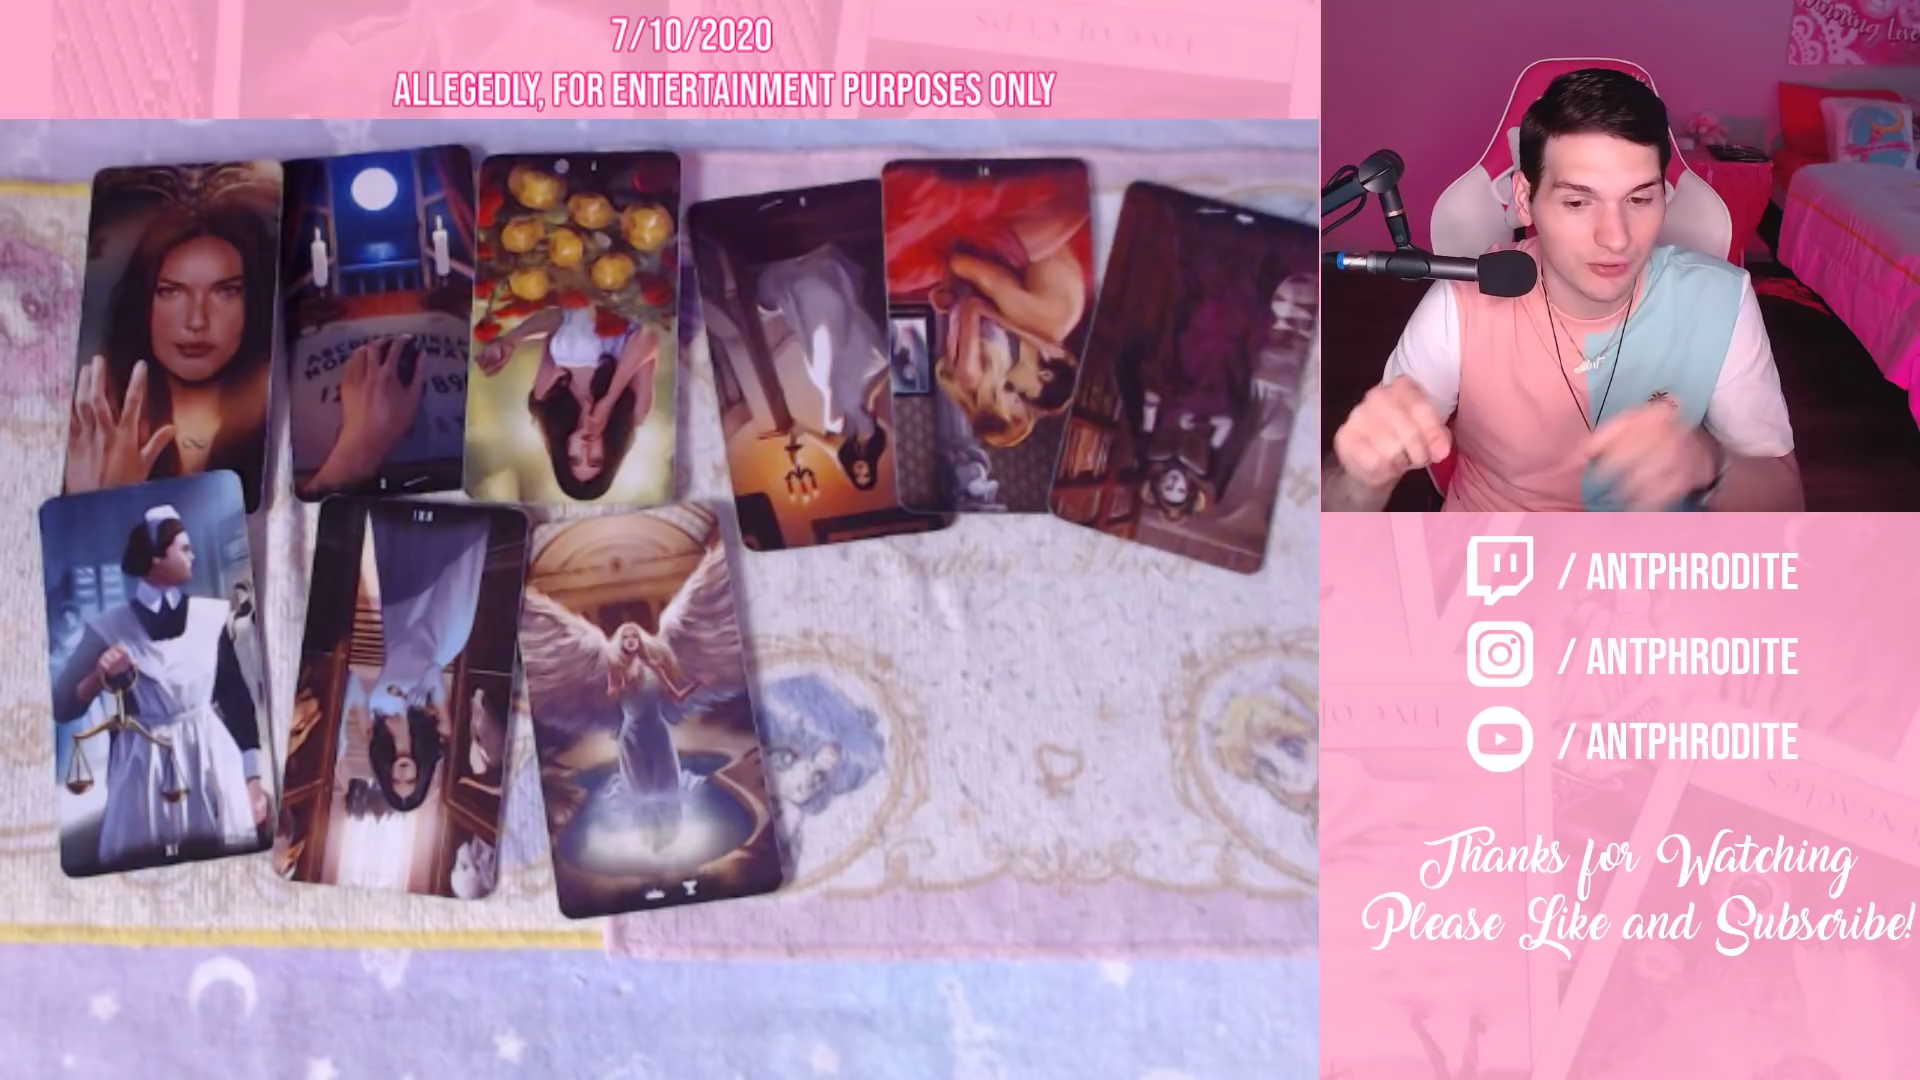 7/10/2020
ALLEGEDLY, FOR ENTERTAINMENT PURPOSES ONLY
/ ANTPHRODITE
/ ANTPHRODITE
/ ANTPHRODITE
Thanks for Watching
Please Like and Subscribe!